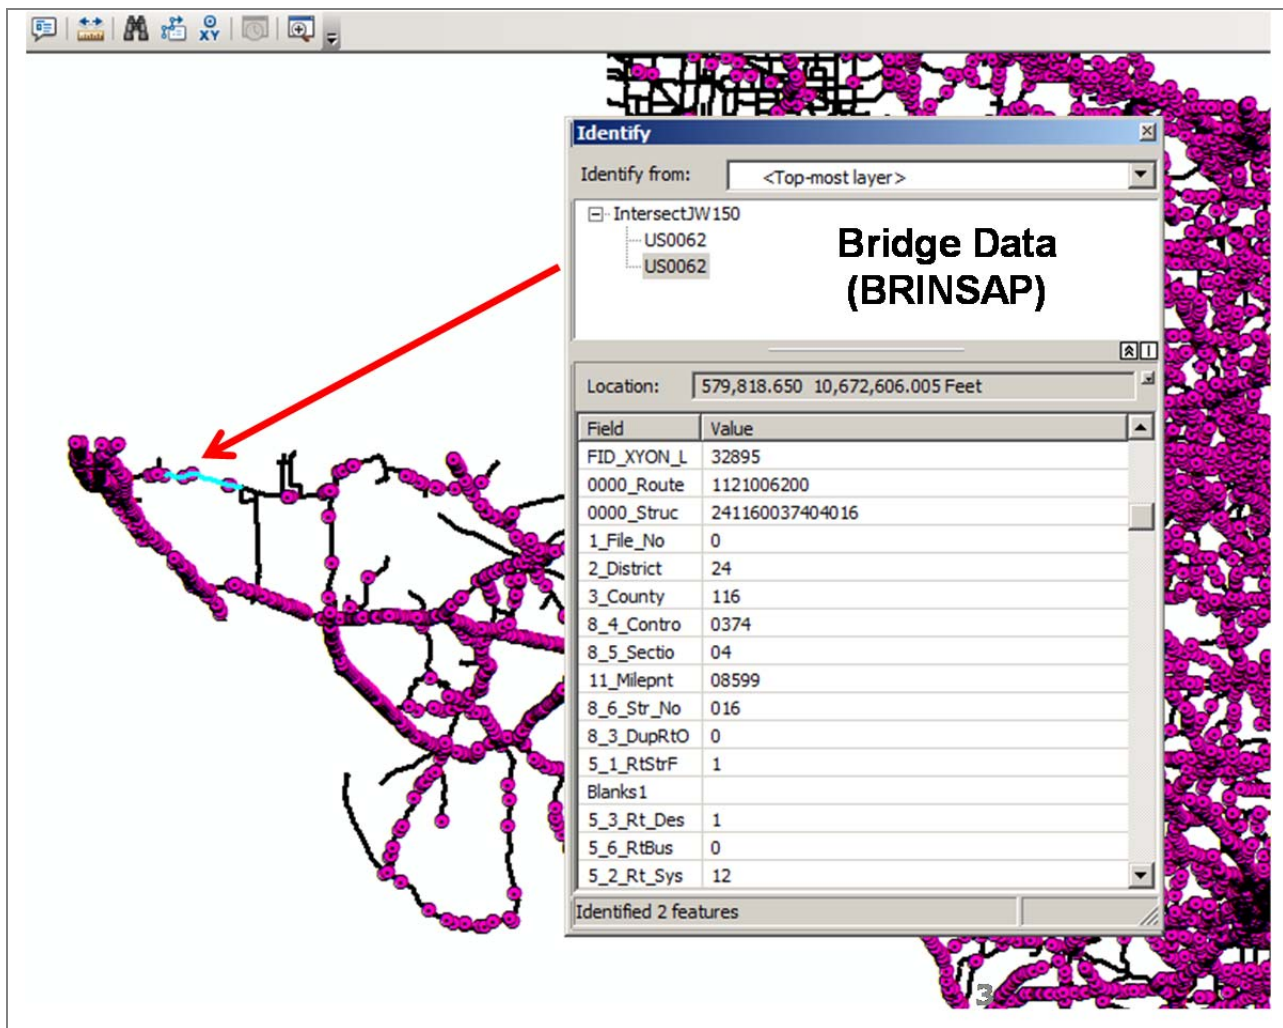 XY
Identify
Identify from: <Top-most layer>
IntersectJW150
US0062
US0062
Bridge Data
(BRINSAP)
Location: 579,818.650 10,672,606.005 Feet
Field Value
FID_XYON_L 32895
0000_Route 1121006200
0000_Struc 241160037404016
1_File_No 0
2_District 24
3_County 116
8_4_Contro 0374
8_5_Sectio 04
11_Milepnt 08599
8_6_Str_No 016
8_3_DupRtO 0
5_1_RtStrF 1
Blanks1
5_3_Rt_Des 1
5_6_RtBus 0
5_2_Rt_Sys 12
Identified 2 features
3